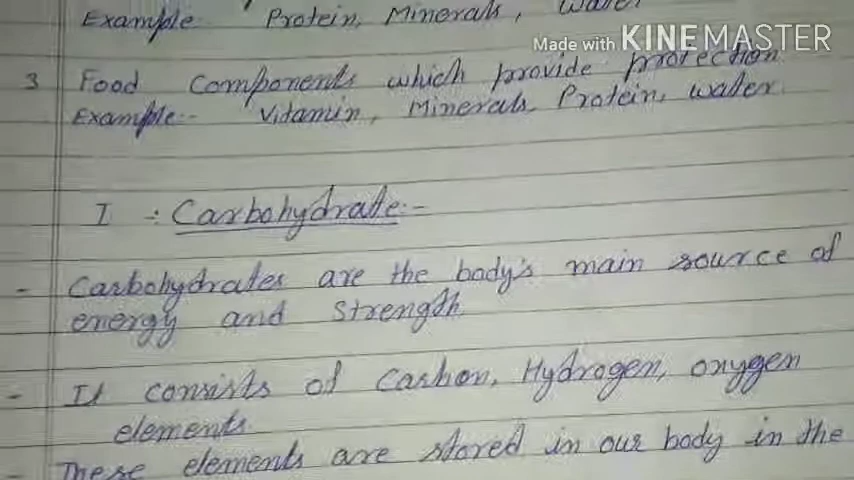 Example Protein, Minerals, Water
Made with KINEMASTER
3 Food Components which provide protection
Example:- Vitamin, Minerals, Protein, water.
I :- Carbohydrate:-
- Carbohydrates are the body's main source of
energy and strength.
- It consists of Carbon, Hydrogen, oxygen
elements.
- These elements are stored in our body in the